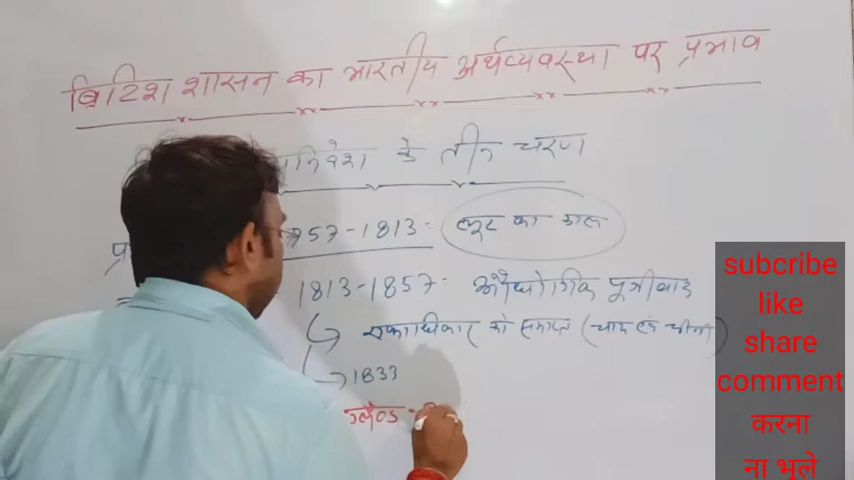 ब्रिटिश शासन का भारतीय अर्थव्यवस्था पर प्रभाव
के तीन चरण
प्र 757-1813- लूट का काल
1813-1857- औद्योगिक पूंजीवाद
एकाधिकार को समाप्त (चाय एवं चीनी)
1833
subcribe
like
share
comment
करना
ना भूले